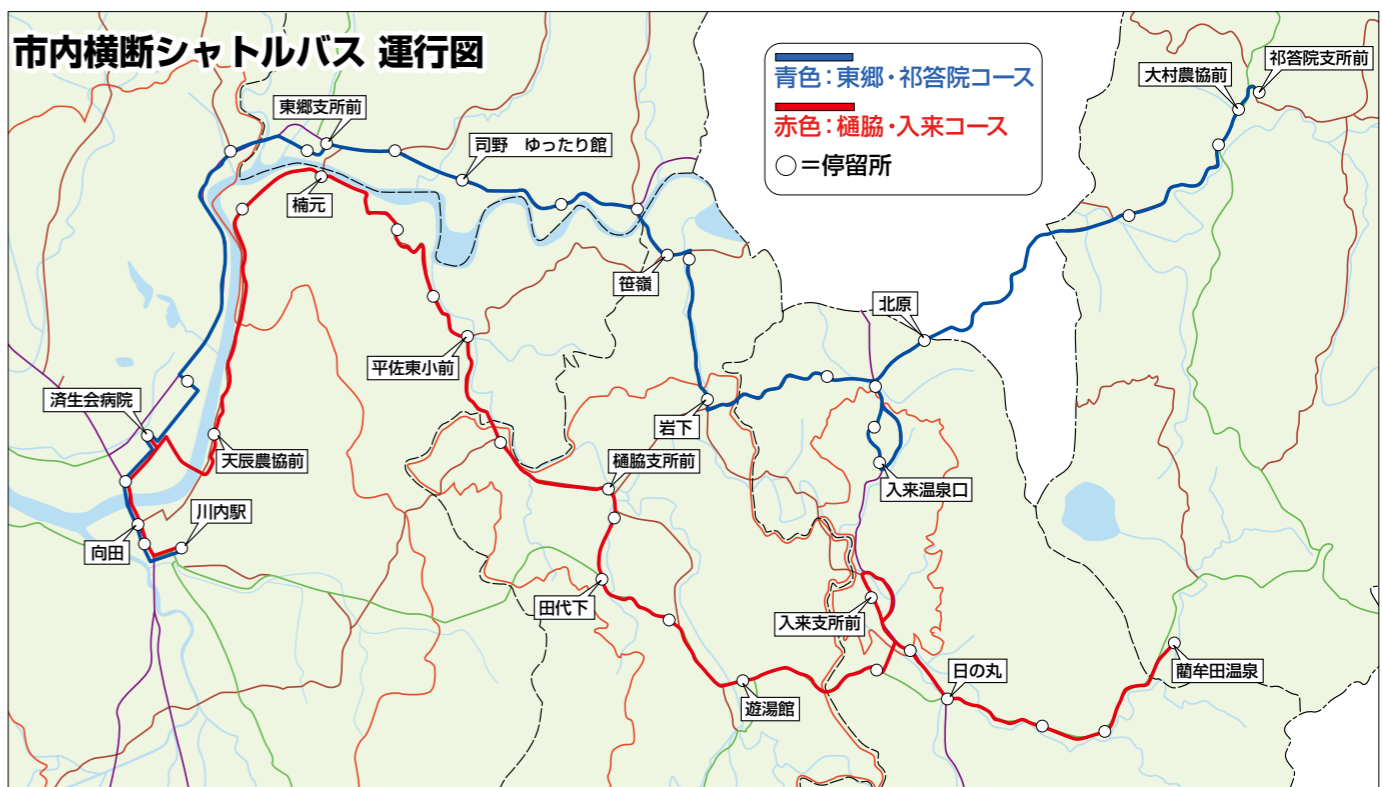 市内横断シャトルバス 運行図
青色：東郷・祁答院コース
赤色：樋脇・入来コース
○＝停留所
祁答院支所前
大村農協前
東郷支所前
司野　ゆったり館
楠元
笹嶺
北原
平佐東小前
済生会病院
岩下
天辰農協前
樋脇支所前
入来温泉口
川内駅
向田
田代下
入来支所前
日の丸
藺牟田温泉
遊湯館